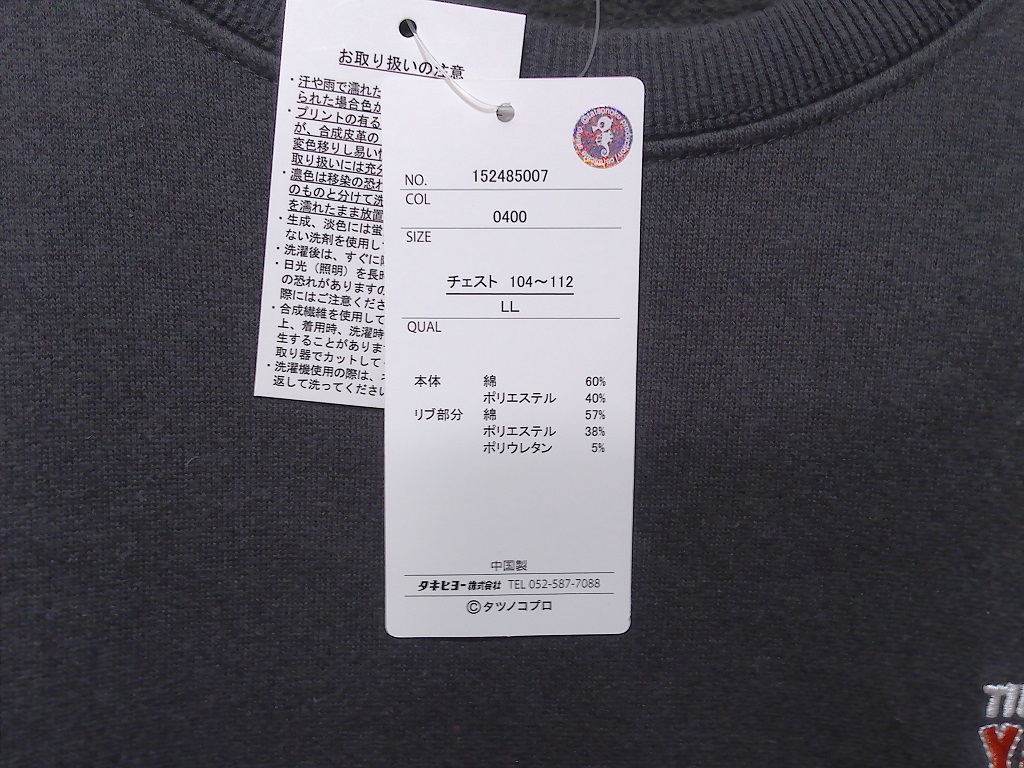 お取り扱いの注意
・汗や雨で濡れた
られた場合色が
・プリントの有る
が、合成皮革の
変色移りし易い
取り扱いには充分
・濃色は移染の恐れ
のものと分けて洗
を濡れたまま放置
・生成、淡色には蛍
ない洗剤を使用し
・洗濯後は、すぐに
・日光（照明）を長時
の恐れがありますの
際にはご注意くださ
・合成繊維を使用して
上、着用時、洗濯時
生することがありま
取り器でカットして
・洗濯機使用の際は、
返して洗ってください
tatsunoko production
NO. 152485007
COL
0400
SIZE
チェスト 104～112
LL
QUAL
本体 綿 60%
ポリエステル 40%
リブ部分 綿 57%
ポリエステル 38%
ポリウレタン 5%
中国製
タキヒヨー株式会社 TEL 052-587-7088
©タツノコプロ
Y